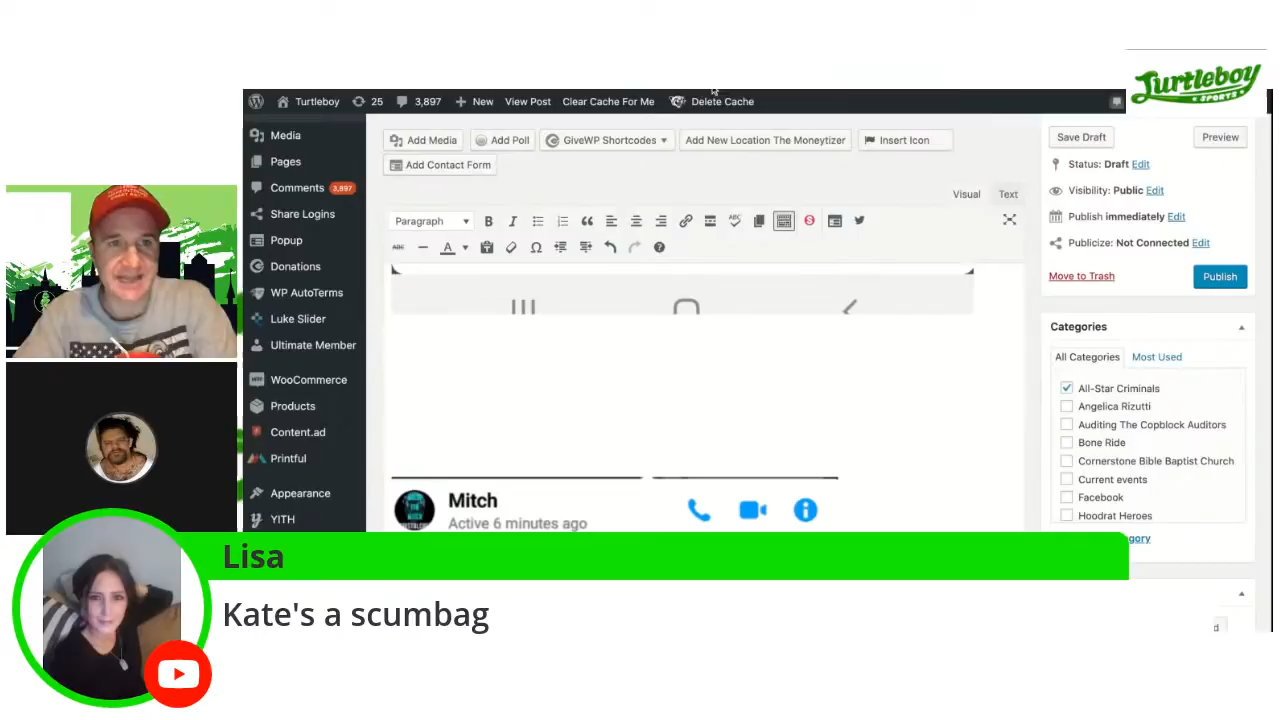 Turtleboy
SPORTS
Turtleboy 25 3,897 New View Post Clear Cache For Me Delete Cache
Media
Pages
Comments 3,897
Share Logins
Popup
Donations
WP AutoTerms
Luke Slider
Ultimate Member
WooCommerce
Products
Content.ad
Printful
Appearance
YITH
Add Media Add Poll GiveWP Shortcodes Add New Location The Moneytizer Insert Icon
Add Contact Form
Visual Text
Paragraph B I ABC
ABC A Ω
Mitch
Active 6 minutes ago
Save Draft Preview
Status: Draft Edit
Visibility: Public Edit
Publish immediately Edit
Publicize: Not Connected Edit
Move to Trash Publish
Categories
All Categories Most Used
All-Star Criminals
Angelica Rizutti
Auditing The Copblock Auditors
Bone Ride
Cornerstone Bible Baptist Church
Current events
Facebook
Hoodrat Heroes
egory
Lisa
Kate's a scumbag